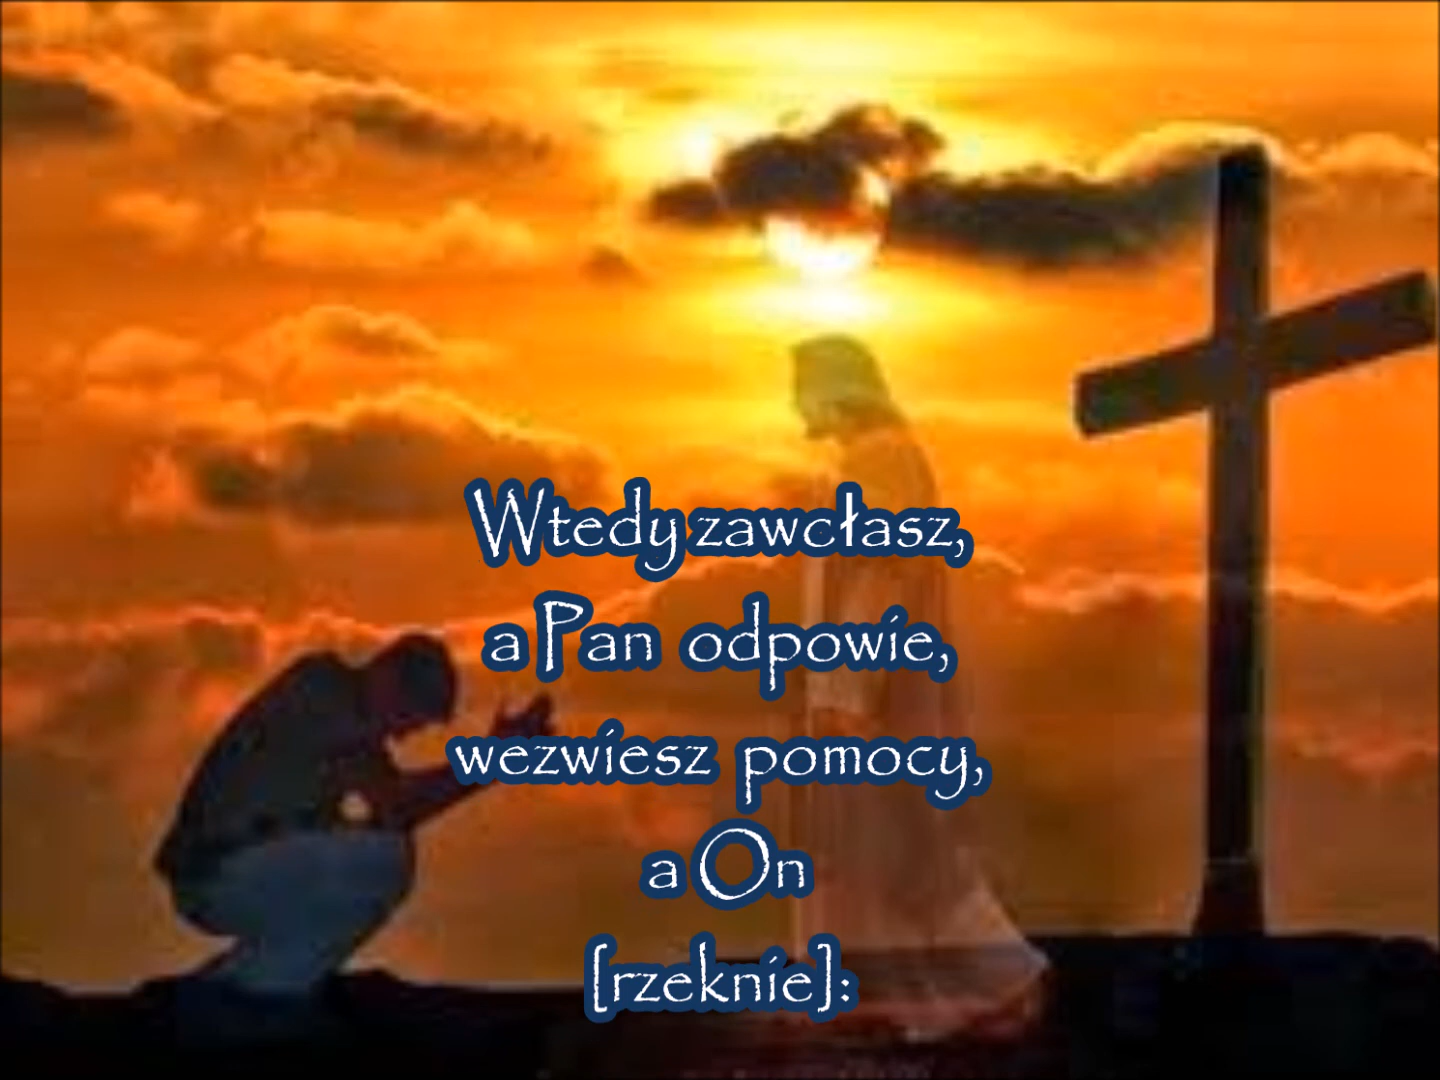 Wtedy zawcłasz,
a Pan odpowie,
wezwiesz pomocy,
a On
[rzeknie]: